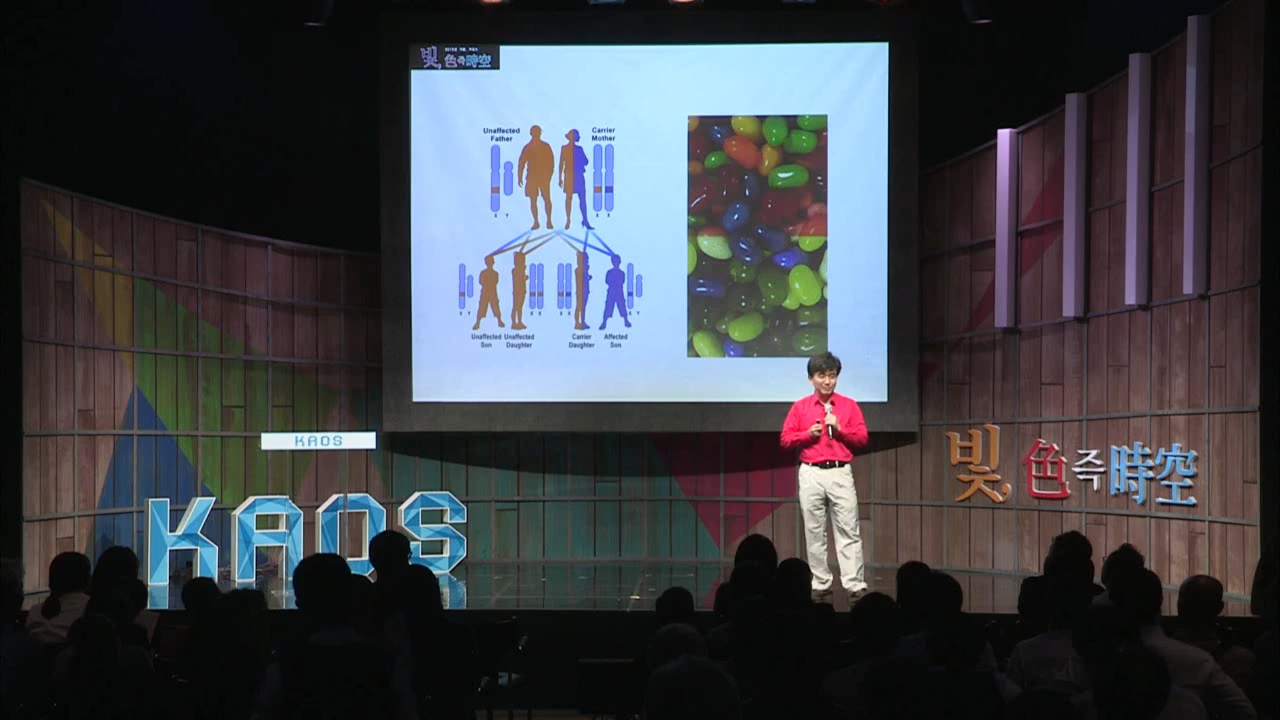 빛, 色즉時空
Unaffected
Father
Carrier
Mother
X Y
X X
X Y
X X
X X
X Y
Unaffected
Son
Unaffected
Daughter
Carrier
Daughter
Affected
Son
KAOS
KAOS
빛, 色즉時空